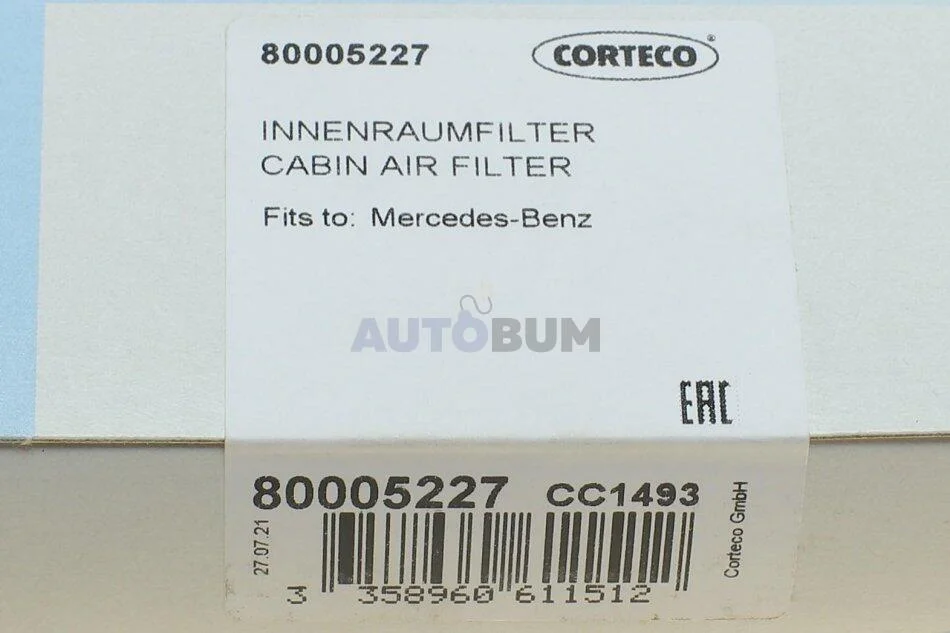 80005227 CORTECO®
INNENRAUMFILTER
CABIN AIR FILTER
Fits to: Mercedes-Benz
AUTOBUM
EAC
80005227 CC1493
27.07.21
Corteco GmbH
3 358960 611512